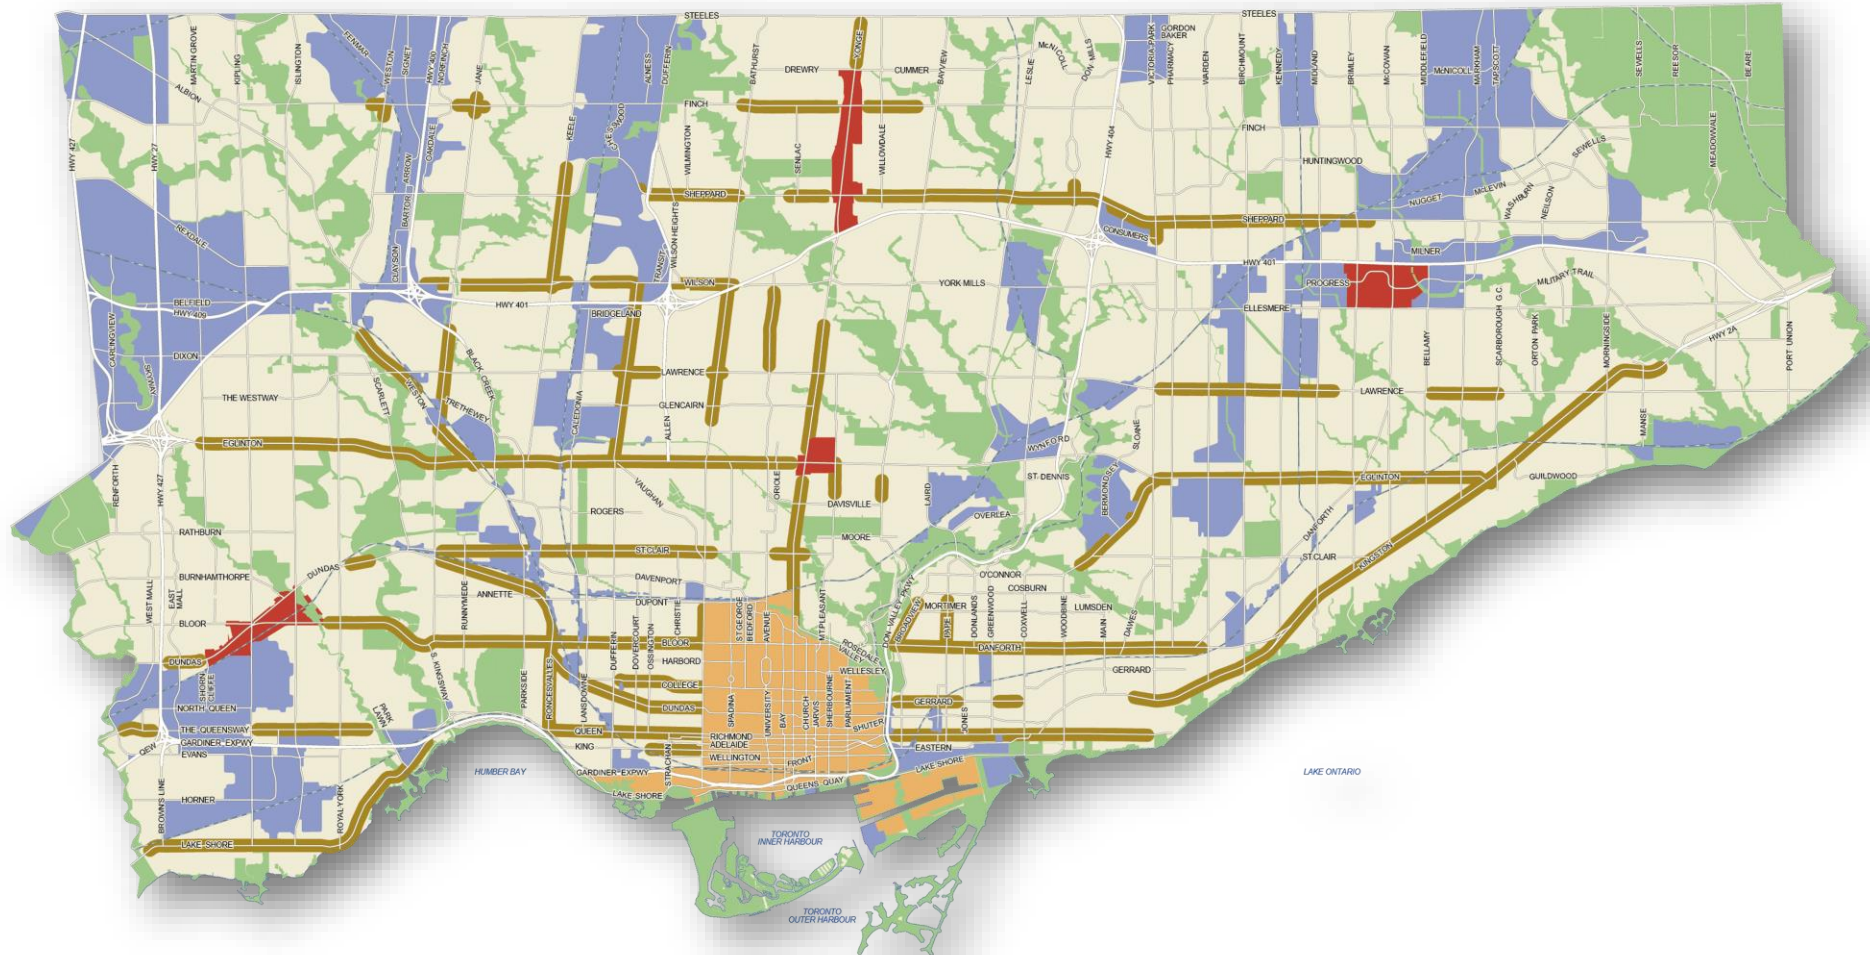 STEELES
STEELES
MARTIN GROVE
KIPLING
ISLINGTON
FENMAR
WESTON
SIGNET
HWY 400
NORFINCH
JANE
ALNESS
DUFFERIN
BATHURST
YONGE
DREWRY
CUMMER
BAYVIEW
LESLIE
McNICOLL
DON MILLS
VICTORIA PARK
GORDON
BAKER
PHARMACY
WARDEN
BIRCHMOUNT
KENNEDY
MIDLAND
BRIMLEY
McCOWAN
MIDDLEFIELD
McNICOLL
MARKHAM
TAPSCOTT
SEWELLS
REESOR
BEARE
ALBION
FINCH
FINCH
HWY 427
HWY 27
OAKDALE
ARROW
BARTOR
KEELE
CHESSWOOD
WILMINGTON
SENLAC
WILLOWDALE
HWY 404
HUNTINGWOOD
SEWELLS
MEADOWVALE
SHEPPARD
SHEPPARD
NUGGET
McLEVIN
WASHBURN
NEILSON
REXDALE
CLAYSON
TRANSIT
WILSON HEIGHTS
CONSUMERS
MILNER
HWY 401
WILSON
YORK MILLS
PROGRESS
MILITARY TRAIL
BELFIELD
HWY 409
HWY 401
BRIDGELAND
ELLESMERE
SCARBOROUGH G.C.
ORTON PARK
MORNINGSIDE
HWY 2A
PORT UNION
CARLINGVIEW
DIXON
SKYWAY
BLACK CREEK
BELLAMY
LAWRENCE
LAWRENCE
THE WESTWAY
SCARLETT
WESTON
TRETHEWEY
CALEDONIA
GLENCAIRN
ALLEN
MANSE
EGLINTON
WYNFORD
SLOANE
RENFORTH
HWY 427
ORIOLE
ST. DENNIS
BERMONDSEY
EGLINTON
GUILDWOOD
VAUGHAN
ROGERS
DAVISVILLE
LAIRD
OVERLEA
DANFORTH
RATHBURN
MOORE
ST.CLAIR
ST.CLAIR
KINGSTON
BURNHAMTHORPE
DUNDAS
DAVENPORT
O'CONNOR
COSBURN
WEST MALL
EAST
MALL
RUNNYMEDE
ANNETTE
DUPONT
CHRISTIE
ST.GEORGE
BEDFORD
AVENUE
MT.PLEASANT
DON VALLEY PKWY
BROADVIEW
MORTIMER
PAPE
DONLANDS
GREENWOOD
COXWELL
WOODBINE
LUMSDEN
MAIN
DAWES
BLOOR
DUFFERIN
DOVERCOURT
OSSINGTON
BLOOR
ROSEDALE
VALLEY
DANFORTH
DUNDAS
SHORN
CLIFFE
S. KINGSWAY
PARKSIDE
RONCESVALLES
LANSDOWNE
HARBORD
WELLESLEY
GERRARD
COLLEGE
NORTH QUEEN
PARK
LAWN
DUNDAS
SPADINA
UNIVERSITY
BAY
CHURCH
JARVIS
SHERBOURNE
PARLIAMENT
SHUTER
GERRARD
JONES
THE QUEENSWAY
QUEEN
RICHMOND
ADELAIDE
QEW
GARDINER EXPWY
EVANS
KING
WELLINGTON
EASTERN
STRACHAN
FRONT
HUMBER BAY
GARDINER EXPWY
QUEENS QUAY
LAKE SHORE
LAKE ONTARIO
BROWN'S LINE
HORNER
ROYAL YORK
LAKE SHORE
LAKE SHORE
TORONTO
INNER HARBOUR
TORONTO
OUTER HARBOUR